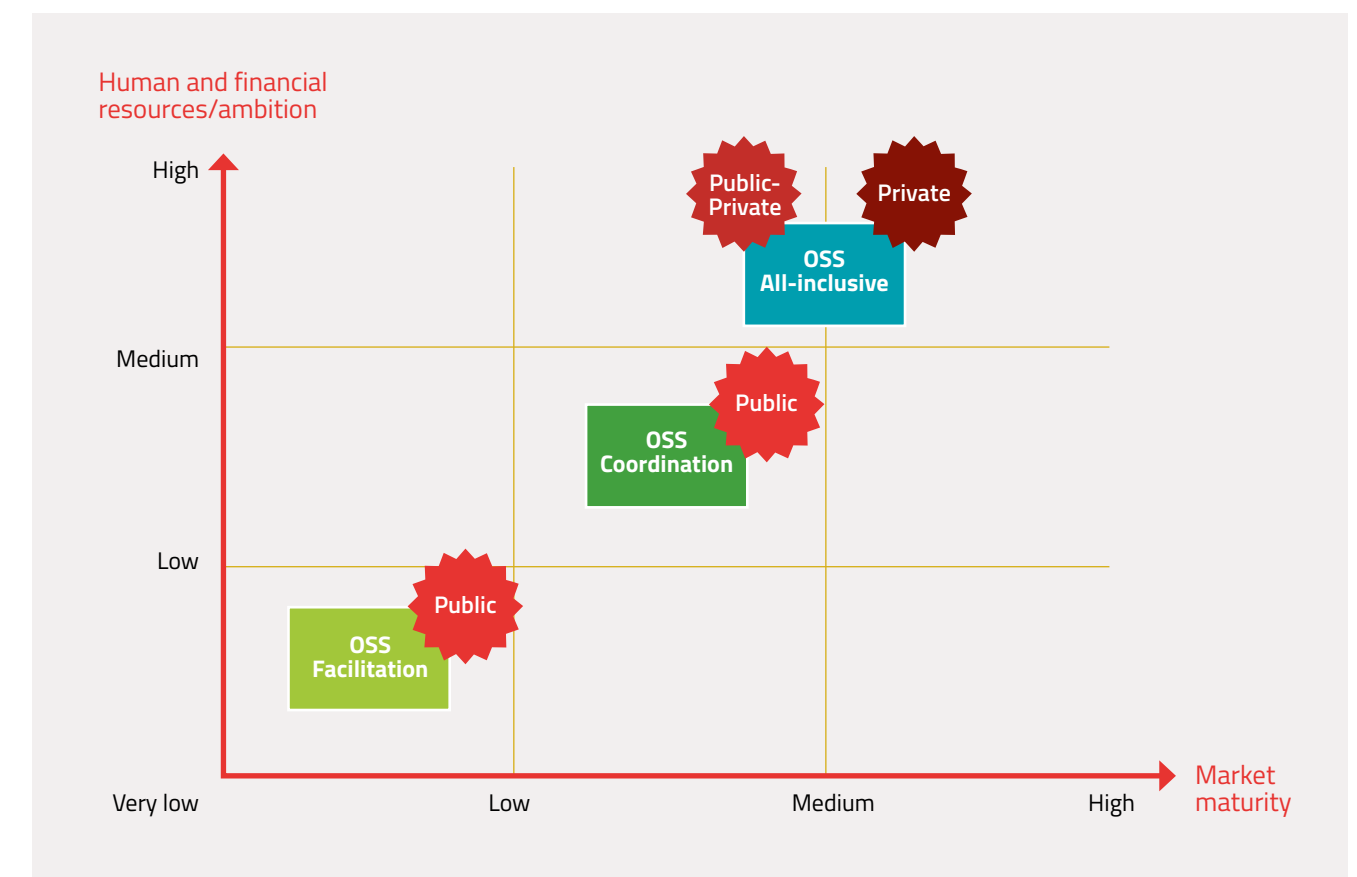 Human and financial
resources/ambition
High
Public-
Private
Private
OSS
All-inclusive
Medium
Public
OSS
Coordination
Low
Public
OSS
Facilitation
Very low
Low
Medium
High
Market
maturity